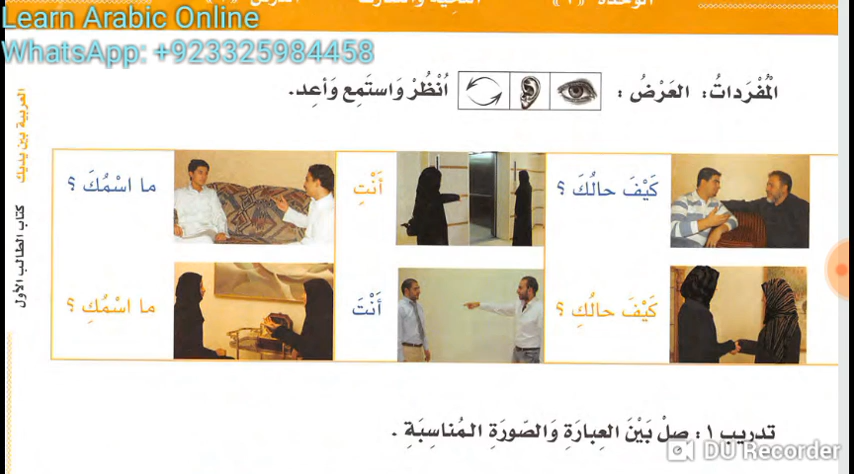 Learn Arabic Online
WhatsApp: +923325984458
المُفْرَداتُ: العَرْضُ: اُنْظُرْ وَاستَمِع وَأعِد.
كَيْفَ حالُكَ ؟
أَنْتِ
ما اسْمُكَ ؟
كَيْفَ حالُكِ ؟
أَنْتَ
ما اسْمُكِ ؟
تدريب ١: صِلْ بَيْنَ العِبارَةِ وَالصّورَةِ المُناسِبَةِ .
العربية بين يديك
كتاب الطالب الأول
DU Recorder